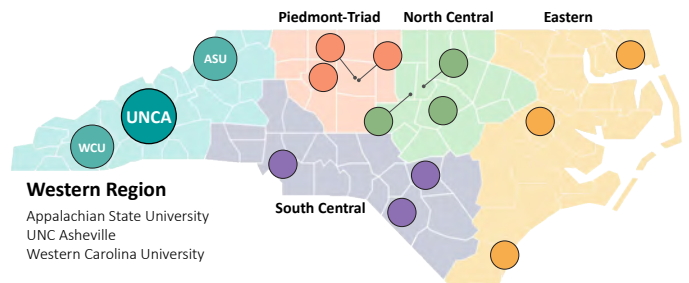 Piedmont-Triad
North Central
Eastern
ASU
UNCA
WCU
Western Region
South Central
Appalachian State University
UNC Asheville
Western Carolina University